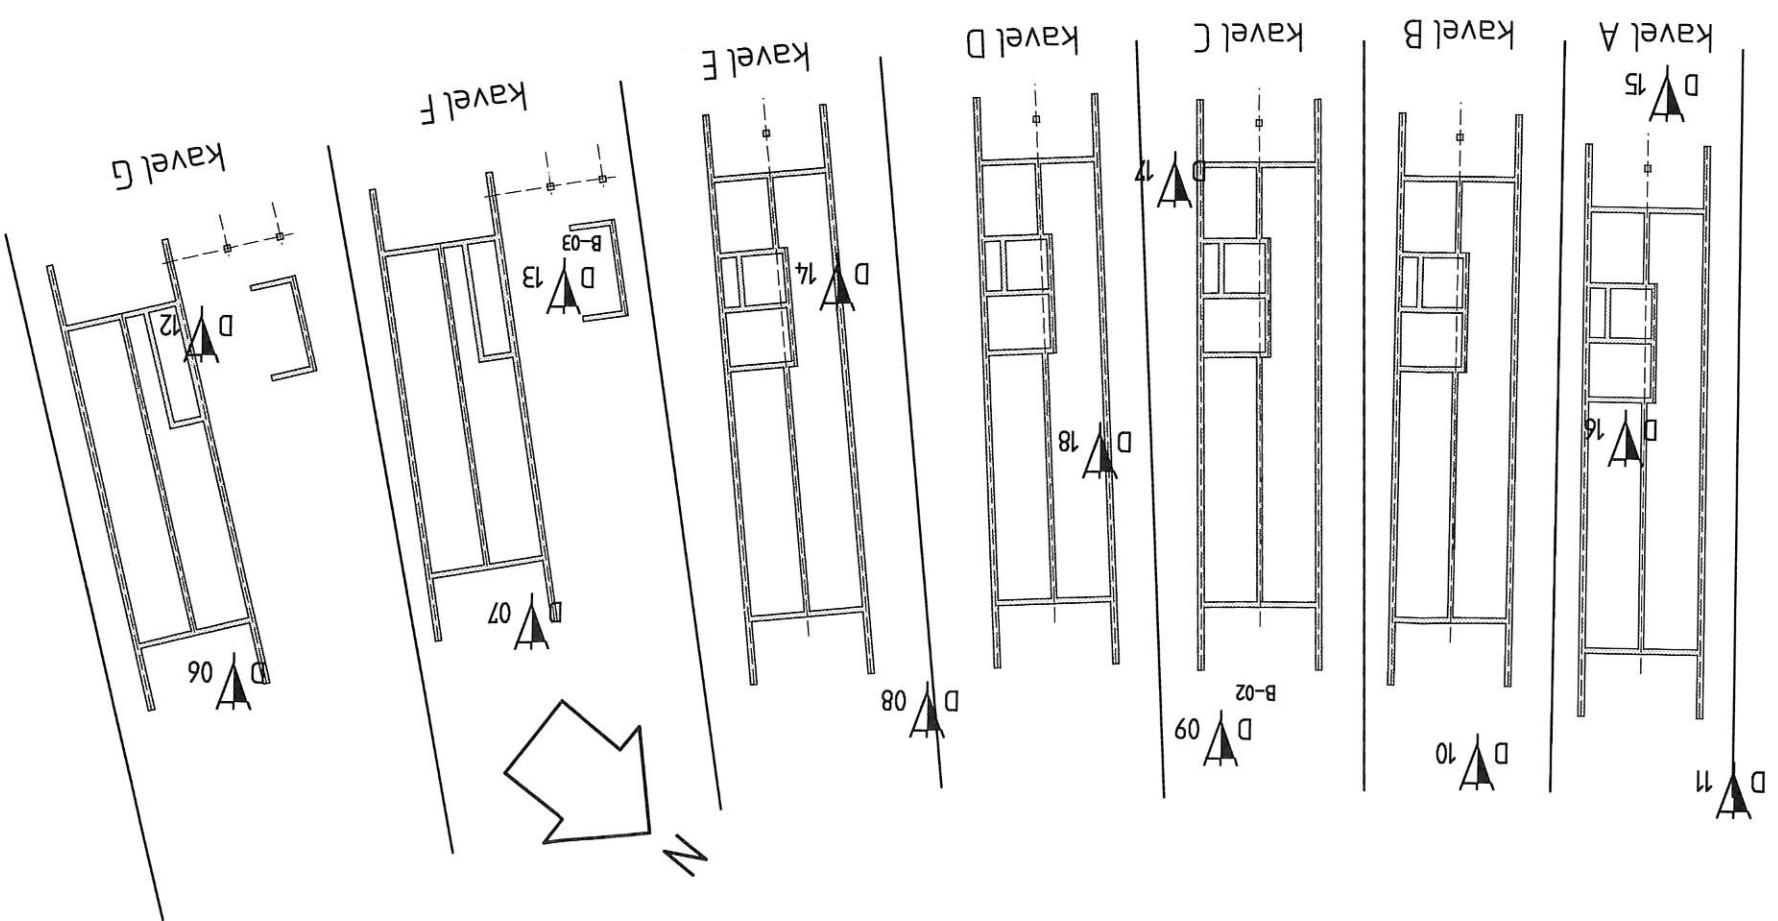 kavel A
kavel B
kavel C
kavel D
kavel E
kavel F
kavel G
D 15
D 17
B-03
D 13
D 14
D 12
D 16
D 18
D 07
D 06
B-02
D 08
D 09
D 10
D 11
N